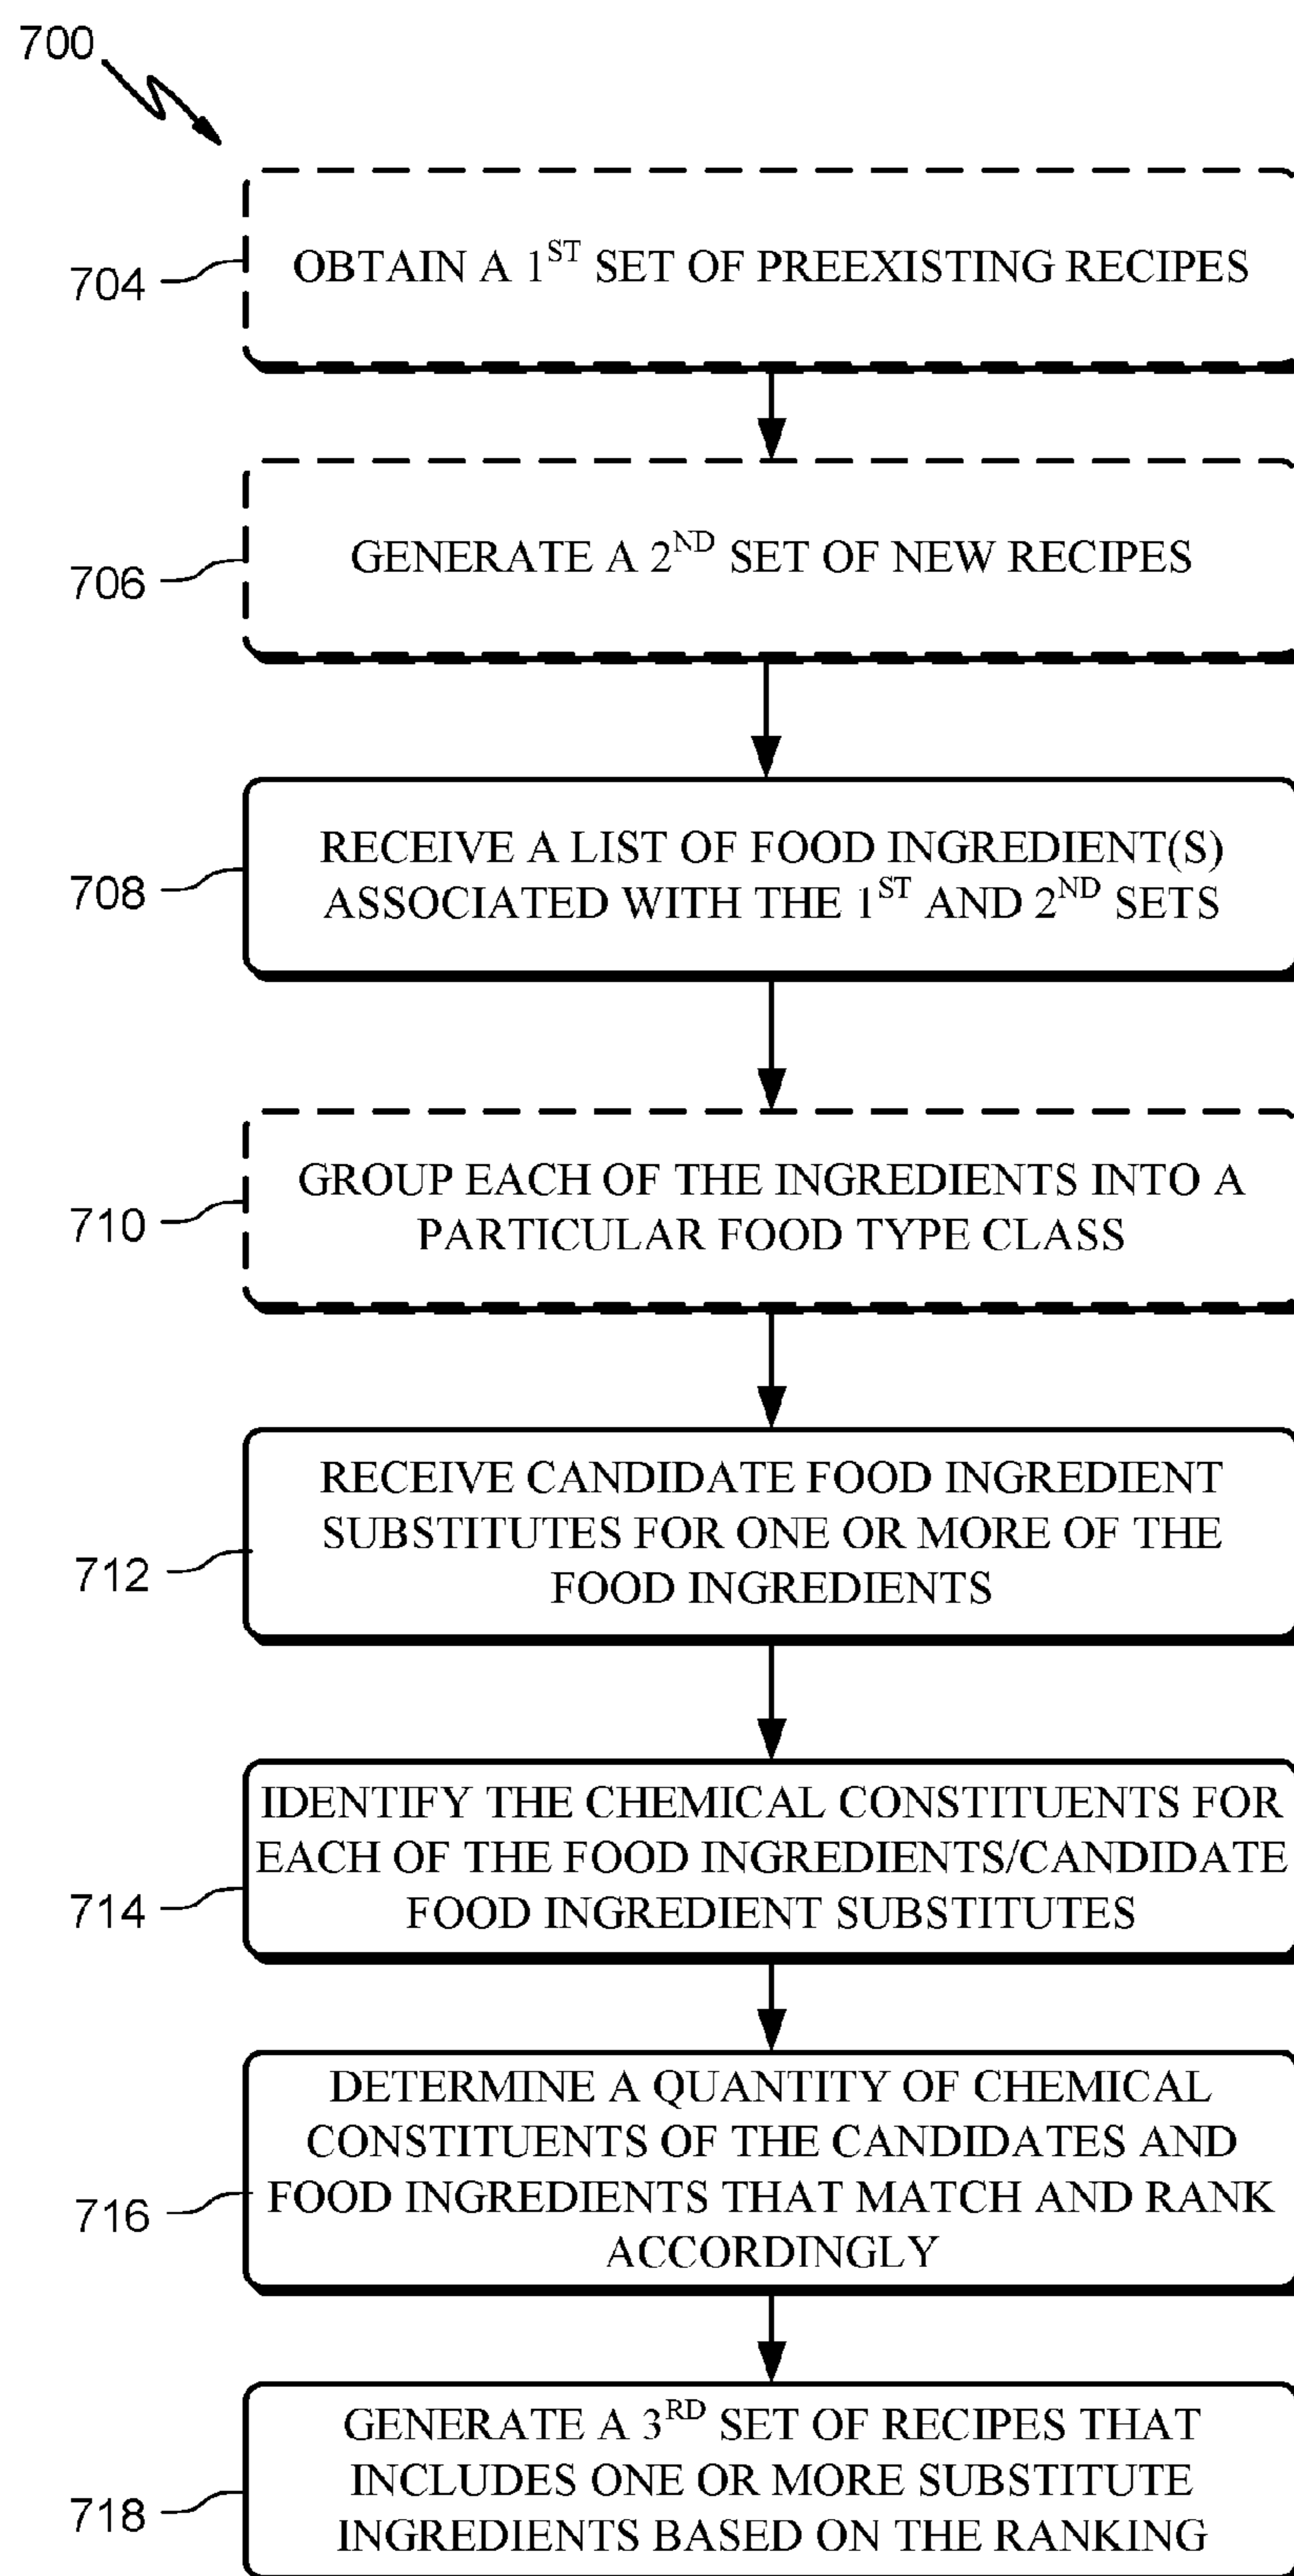 700
704
OBTAIN A 1ST SET OF PREEXISTING RECIPES
706
GENERATE A 2ND SET OF NEW RECIPES
708
RECEIVE A LIST OF FOOD INGREDIENT(S)
ASSOCIATED WITH THE 1ST AND 2ND SETS
710
GROUP EACH OF THE INGREDIENTS INTO A
PARTICULAR FOOD TYPE CLASS
712
RECEIVE CANDIDATE FOOD INGREDIENT
SUBSTITUTES FOR ONE OR MORE OF THE
FOOD INGREDIENTS
714
IDENTIFY THE CHEMICAL CONSTITUENTS FOR
EACH OF THE FOOD INGREDIENTS/CANDIDATE
FOOD INGREDIENT SUBSTITUTES
716
DETERMINE A QUANTITY OF CHEMICAL
CONSTITUENTS OF THE CANDIDATES AND
FOOD INGREDIENTS THAT MATCH AND RANK
ACCORDINGLY
718
GENERATE A 3RD SET OF RECIPES THAT
INCLUDES ONE OR MORE SUBSTITUTE
INGREDIENTS BASED ON THE RANKING